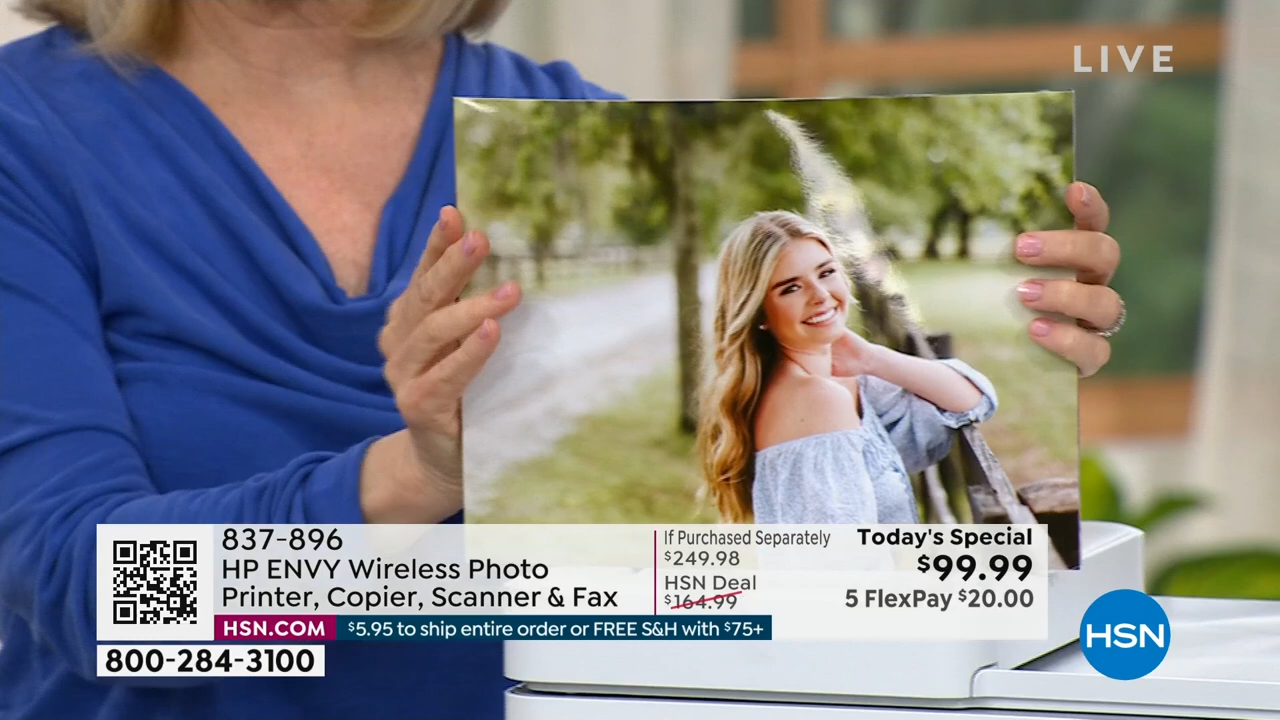 LIVE
837-896
HP ENVY Wireless Photo
Printer, Copier, Scanner & Fax
If Purchased Separately
$249.98
HSN Deal
$164.99
Today's Special
$99.99
5 FlexPay $20.00
HSN.COM
$5.95 to ship entire order or FREE S&H with $75+
800-284-3100
HSN